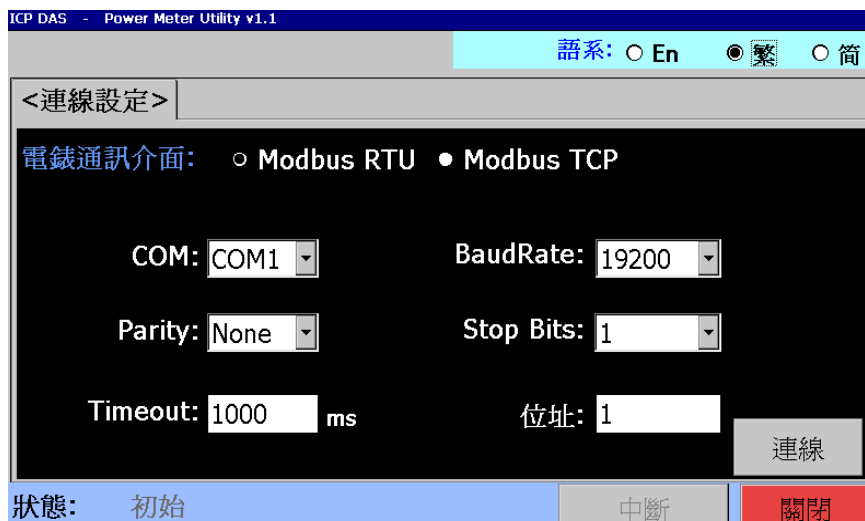 ICP DAS - Power Meter Utility v1.1
語系: En 繁 简
<連線設定>
電錶通訊介面: Modbus RTU Modbus TCP
COM: COM1 BaudRate: 19200
Parity: None Stop Bits: 1
Timeout: 1000 ms 位址: 1
連線
狀態: 初始 中斷 關閉